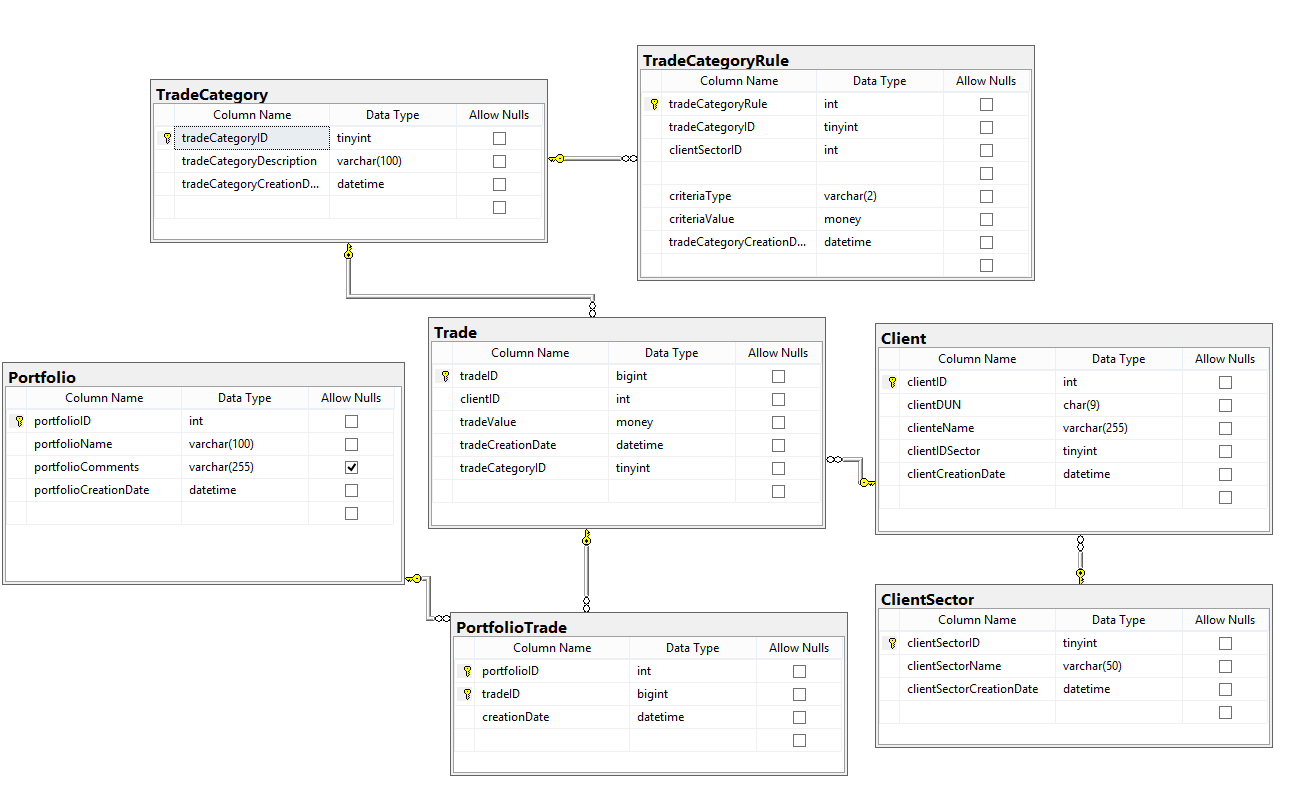 TradeCategory
Column Name Data Type Allow Nulls
tradeCategoryID tinyint
tradeCategoryDescription varchar(100)
tradeCategoryCreationD... datetime
TradeCategoryRule
Column Name Data Type Allow Nulls
tradeCategoryRule int
tradeCategoryID tinyint
clientSectorID int
criteriaType varchar(2)
criteriaValue money
tradeCategoryCreationD... datetime
Portfolio
Column Name Data Type Allow Nulls
portfolioID int
portfolioName varchar(100)
portfolioComments varchar(255)
portfolioCreationDate datetime
Trade
Column Name Data Type Allow Nulls
tradeID bigint
clientID int
tradeValue money
tradeCreationDate datetime
tradeCategoryID tinyint
Client
Column Name Data Type Allow Nulls
clientID int
clientDUN char(9)
clienteName varchar(255)
clientIDSector tinyint
clientCreationDate datetime
PortfolioTrade
Column Name Data Type Allow Nulls
portfolioID int
tradeID bigint
creationDate datetime
ClientSector
Column Name Data Type Allow Nulls
clientSectorID tinyint
clientSectorName varchar(50)
clientSectorCreationDate datetime